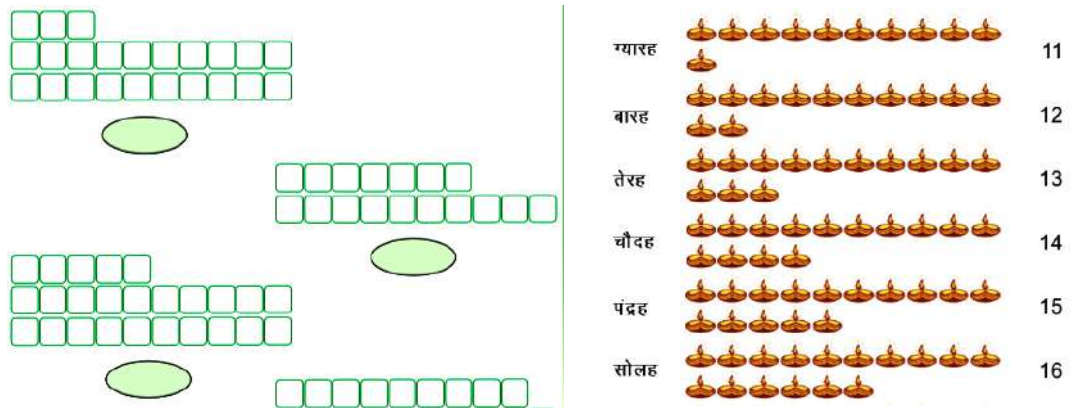 ग्यारह 11
बारह 12
तेरह 13
चौदह 14
पंद्रह 15
सोलह 16